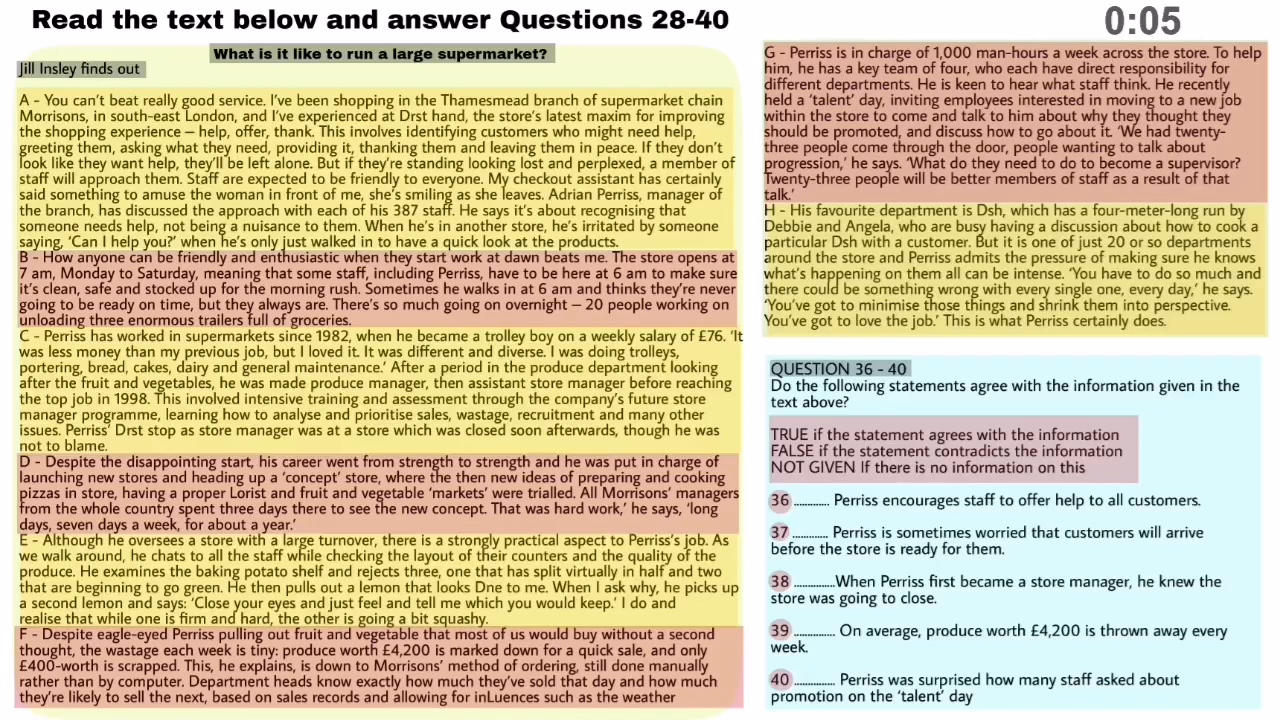 Read the text below and answer Questions 28-40
0:05
What is it like to run a large supermarket?
Jill Insley finds out
A - You can't beat really good service. I've been shopping in the Thamesmead branch of supermarket chain
Morrisons, in south-east London, and I've experienced at Drst hand, the store's latest maxim for improving
the shopping experience – help, offer, thank. This involves identifying customers who might need help,
greeting them, asking what they need, providing it, thanking them and leaving them in peace. If they don't
look like they want help, they'll be left alone. But if they're standing looking lost and perplexed, a member of
staff will approach them. Staff are expected to be friendly to everyone. My checkout assistant has certainly
said something to amuse the woman in front of me, she's smiling as she leaves. Adrian Perriss, manager of
the branch, has discussed the approach with each of his 387 staff. He says it's about recognising that
someone needs help, not being a nuisance to them. When he's in another store, he's irritated by someone
saying, 'Can I help you?' when he's only just walked in to have a quick look at the products.
B - How anyone can be friendly and enthusiastic when they start work at dawn beats me. The store opens at
7 am, Monday to Saturday, meaning that some staff, including Perriss, have to be here at 6 am to make sure
it's clean, safe and stocked up for the morning rush. Sometimes he walks in at 6 am and thinks they're never
going to be ready on time, but they always are. There's so much going on overnight – 20 people working on
unloading three enormous trailers full of groceries.
C - Perriss has worked in supermarkets since 1982, when he became a trolley boy on a weekly salary of £76. 'It
was less money than my previous job, but I loved it. It was different and diverse. I was doing trolleys,
portering, bread, cakes, dairy and general maintenance.' After a period in the produce department looking
after the fruit and vegetables, he was made produce manager, then assistant store manager before reaching
the top job in 1998. This involved intensive training and assessment through the company's future store
manager programme, learning how to analyse and prioritise sales, wastage, recruitment and many other
issues. Perriss' Drst stop as store manager was at a store which was closed soon afterwards, though he was
not to blame.
D - Despite the disappointing start, his career went from strength to strength and he was put in charge of
launching new stores and heading up a 'concept' store, where the then new ideas of preparing and cooking
pizzas in store, having a proper Lorist and fruit and vegetable 'markets' were trialled. All Morrisons' managers
from the whole country spent three days there to see the new concept. That was hard work,' he says, 'long
days, seven days a week, for about a year.'
E - Although he oversees a store with a large turnover, there is a strongly practical aspect to Perriss's job. As
we walk around, he chats to all the staff while checking the layout of their counters and the quality of the
produce. He examines the baking potato shelf and rejects three, one that has split virtually in half and two
that are beginning to go green. He then pulls out a lemon that looks Dne to me. When I ask why, he picks up
a second lemon and says: 'Close your eyes and just feel and tell me which you would keep.' I do and
realise that while one is firm and hard, the other is going a bit squashy.
F - Despite eagle-eyed Perriss pulling out fruit and vegetable that most of us would buy without a second
thought, the wastage each week is tiny: produce worth £4,200 is marked down for a quick sale, and only
£400-worth is scrapped. This, he explains, is down to Morrisons' method of ordering, still done manually
rather than by computer. Department heads know exactly how much they've sold that day and how much
they're likely to sell the next, based on sales records and allowing for inLuences such as the weather
G - Perriss is in charge of 1,000 man-hours a week across the store. To help
him, he has a key team of four, who each have direct responsibility for
different departments. He is keen to hear what staff think. He recently
held a 'talent' day, inviting employees interested in moving to a new job
within the store to come and talk to him about why they thought they
should be promoted, and discuss how to go about it. 'We had twenty-
three people come through the door, people wanting to talk about
progression,' he says. 'What do they need to do to become a supervisor?
Twenty-three people will be better members of staff as a result of that
talk.'
H - His favourite department is Dsh, which has a four-meter-long run by
Debbie and Angela, who are busy having a discussion about how to cook a
particular Dsh with a customer. But it is one of just 20 or so departments
around the store and Perriss admits the pressure of making sure he knows
what's happening on them all can be intense. 'You have to do so much and
there could be something wrong with every single one, every day,' he says.
'You've got to minimise those things and shrink them into perspective.
You've got to love the job.' This is what Perriss certainly does.
QUESTION 36 - 40
Do the following statements agree with the information given in the
text above?
TRUE if the statement agrees with the information
FALSE if the statement contradicts the information
NOT GIVEN If there is no information on this
36 ............ Perriss encourages staff to offer help to all customers.
37 ............ Perriss is sometimes worried that customers will arrive
before the store is ready for them.
38 ..............When Perriss first became a store manager, he knew the
store was going to close.
39 .............. On average, produce worth £4,200 is thrown away every
week.
40 .............. Perriss was surprised how many staff asked about
promotion on the 'talent' day